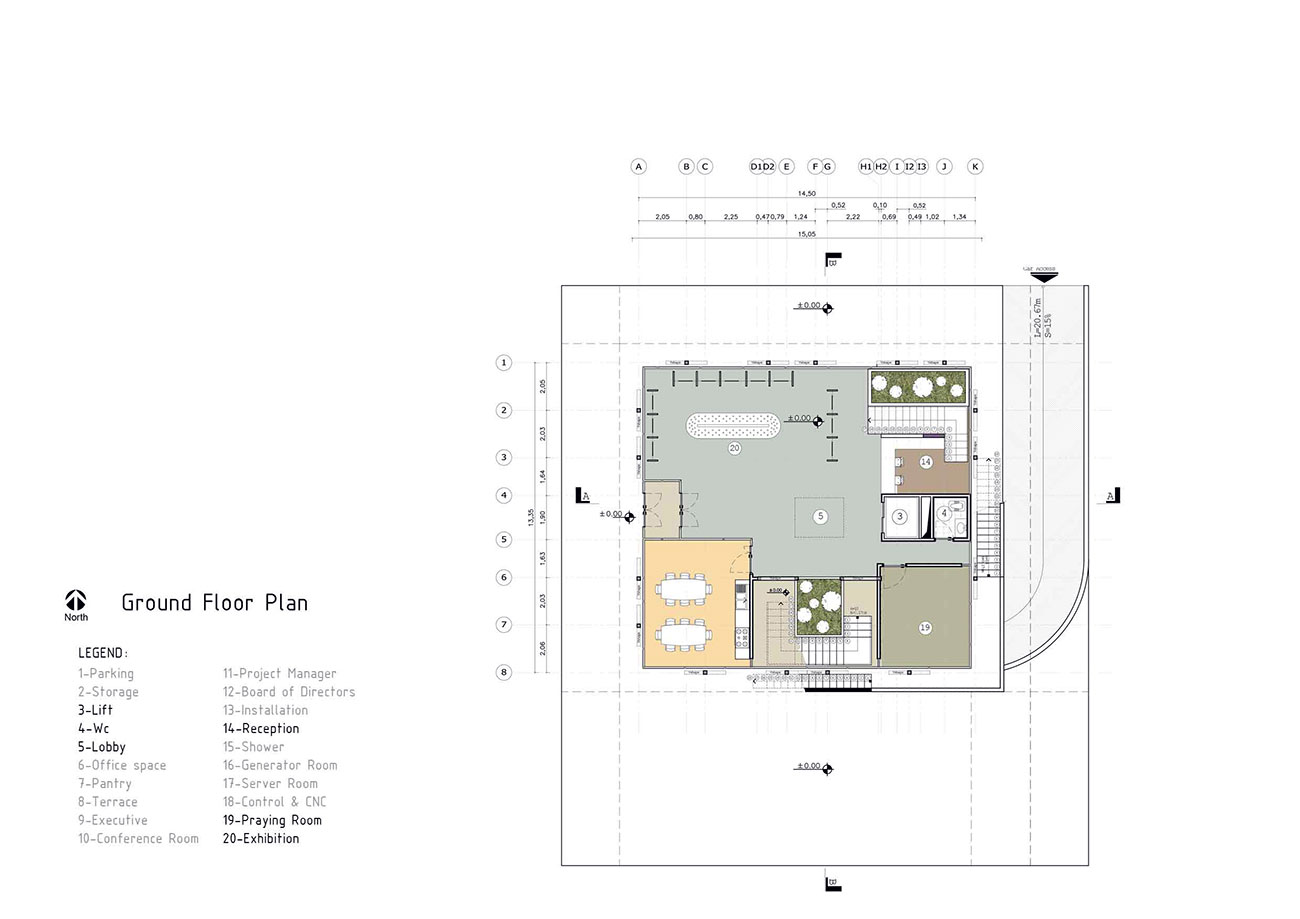 A B C D1 D2 E F G H1 H2 I I2 I3 J K
14,50
0,52 0,10 0,52
2,05 0,80 2,25 0,47 0,79 1,24 2,22 0,69 0,49 1,02 1,34
15,05
B
±0.00
L=20.67m
S=15%
1
2
3
4
5
6
7
8
2,05
2,03
1,64
1,90
1,63
2,03
2,06
13,35
±0.00
20
14
A
A
±0.00
5
3
4
±0.00
19
±0.00
B
North
Ground Floor Plan
LEGEND:
1-Parking
2-Storage
3-Lift
4-Wc
5-Lobby
6-Office space
7-Pantry
8-Terrace
9-Executive
10-Conference Room
11-Project Manager
12-Board of Directors
13-Installation
14-Reception
15-Shower
16-Generator Room
17-Server Room
18-Control & CNC
19-Praying Room
20-Exhibition